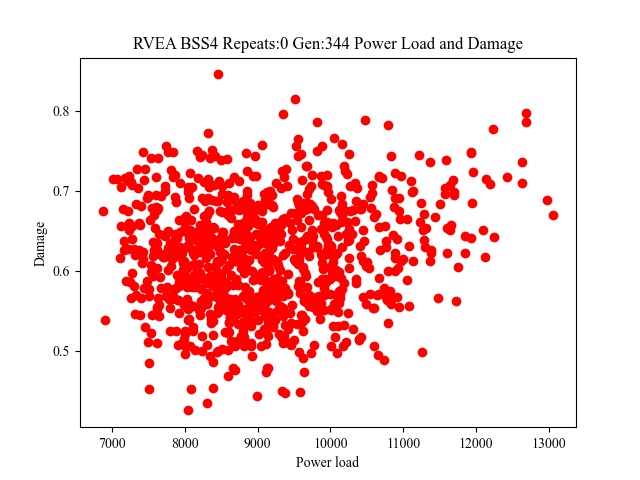 RVEA BSS4 Repeats:0 Gen:344 Power Load and Damage
0.8
0.7
0.6
0.5
Damage
7000 8000 9000 10000 11000 12000 13000
Power load